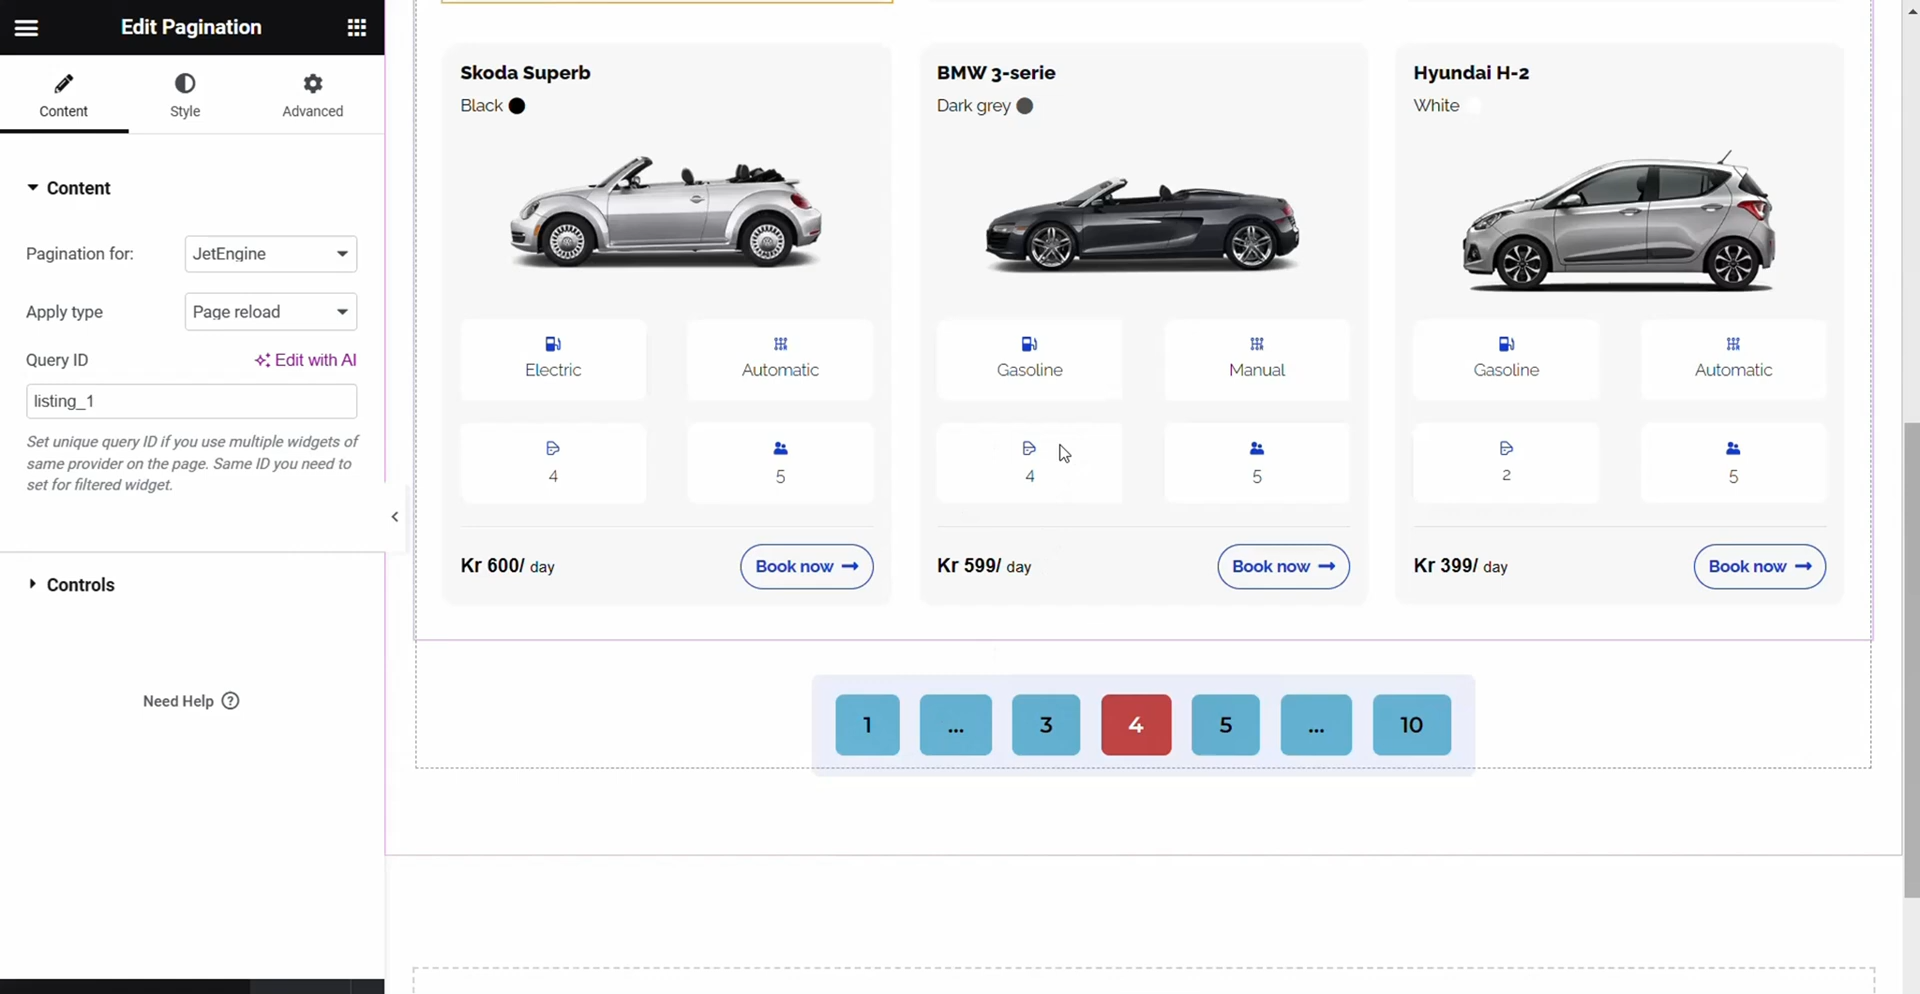 Edit Pagination
Content
Style
Advanced
Content
Pagination for:
JetEngine
Apply type
Page reload
Query ID
Edit with AI
listing_1
Set unique query ID if you use multiple widgets of
same provider on the page. Same ID you need to
set for filtered widget.
Controls
Need Help ?
Skoda Superb
Black
Electric
Automatic
4
5
Kr 600/ day
Book now →
BMW 3-serie
Dark grey
Gasoline
Manual
4
5
Kr 599/ day
Book now →
Hyundai H-2
White
Gasoline
Automatic
2
5
Kr 399/ day
Book now →
1 ... 3 4 5 ... 10